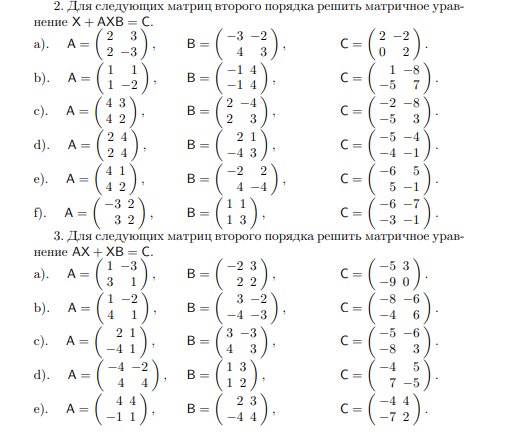 2. Для следующих матриц второго порядка решить матричное урав-
нение X + AXB = C.
a). A = ( 2 3 ; 2 −3 ), B = ( −3 −2 ; 4 3 ), C = ( 2 −2 ; 0 2 ).
b). A = ( 1 1 ; 1 −2 ), B = ( −1 4 ; −1 4 ), C = ( 1 −8 ; −5 7 ).
c). A = ( 4 3 ; 4 2 ), B = ( 2 −4 ; 2 3 ), C = ( −2 −8 ; −5 3 ).
d). A = ( 2 4 ; 2 4 ), B = ( 2 1 ; −4 3 ), C = ( −5 −4 ; −4 −1 ).
e). A = ( 4 1 ; 4 2 ), B = ( −2 2 ; 4 −4 ), C = ( −6 5 ; 5 −1 ).
f). A = ( −3 2 ; 3 2 ), B = ( 1 1 ; 1 3 ), C = ( −6 −7 ; −3 −1 ).
3. Для следующих матриц второго порядка решить матричное урав-
нение AX + XB = C.
a). A = ( 1 −3 ; 3 1 ), B = ( −2 3 ; 2 2 ), C = ( −5 3 ; −9 0 ).
b). A = ( 1 −2 ; 4 1 ), B = ( 3 −2 ; −4 −3 ), C = ( −8 −6 ; −4 6 ).
c). A = ( 2 1 ; −4 1 ), B = ( 3 −3 ; 4 3 ), C = ( −5 −6 ; −8 3 ).
d). A = ( −4 −2 ; 4 4 ), B = ( 1 3 ; 1 2 ), C = ( −4 5 ; 7 −5 ).
e). A = ( 4 4 ; −1 1 ), B = ( 2 3 ; −4 4 ), C = ( −4 4 ; −7 2 ).